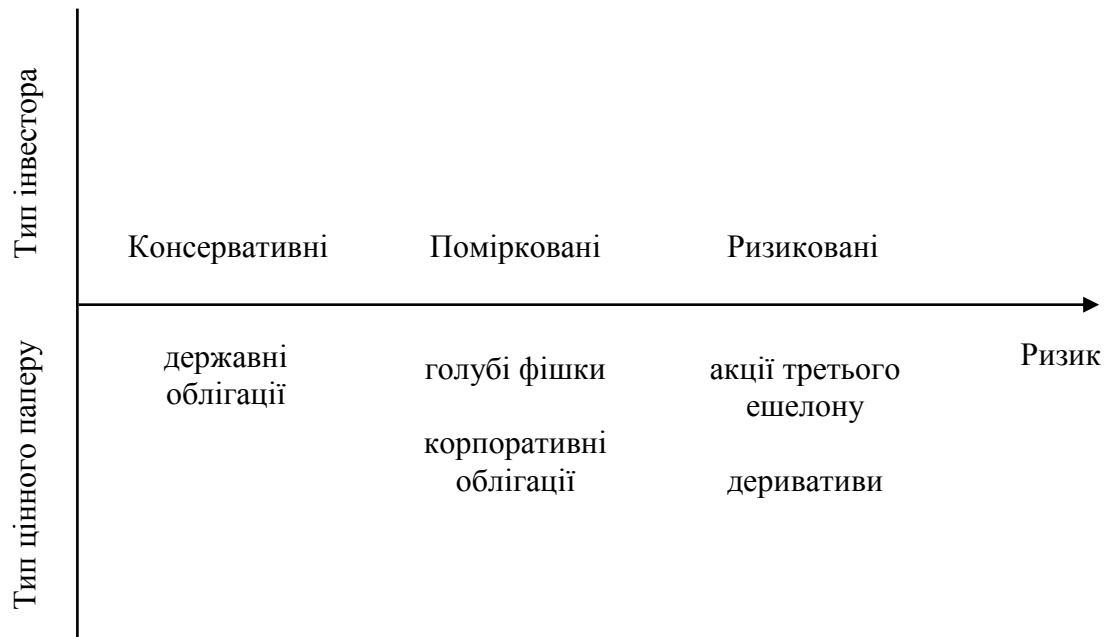 Тип інвестора
Консервативні
Помірковані
Ризиковані
Тип цінного паперу
державні
облігації
голубі фішки
корпоративні
облігації
акції третього
ешелону
деривативи
Ризик